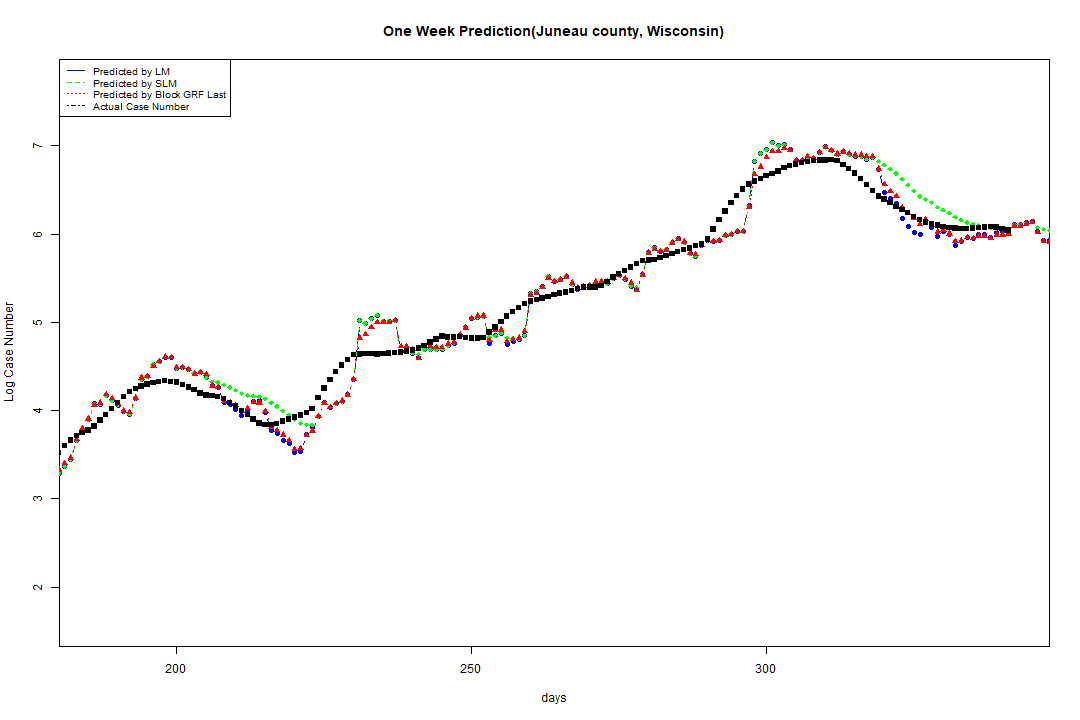 One Week Prediction(Juneau county, Wisconsin)
Predicted by LM
Predicted by SLM
Predicted by Block GRF Last
Actual Case Number
7
6
5
4
3
2
Log Case Number
200
250
300
days